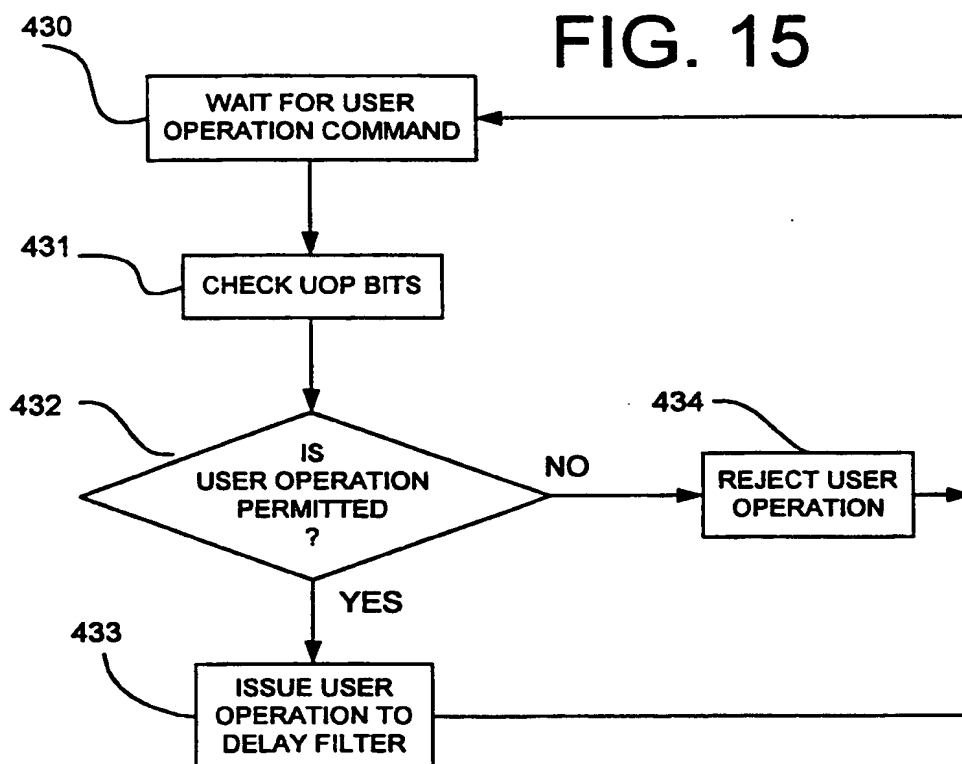 FIG. 15
430
WAIT FOR USER
OPERATION COMMAND
431
CHECK UOP BITS
432
IS
USER OPERATION
PERMITTED
?
NO
434
REJECT USER
OPERATION
YES
433
ISSUE USER
OPERATION TO
DELAY FILTER